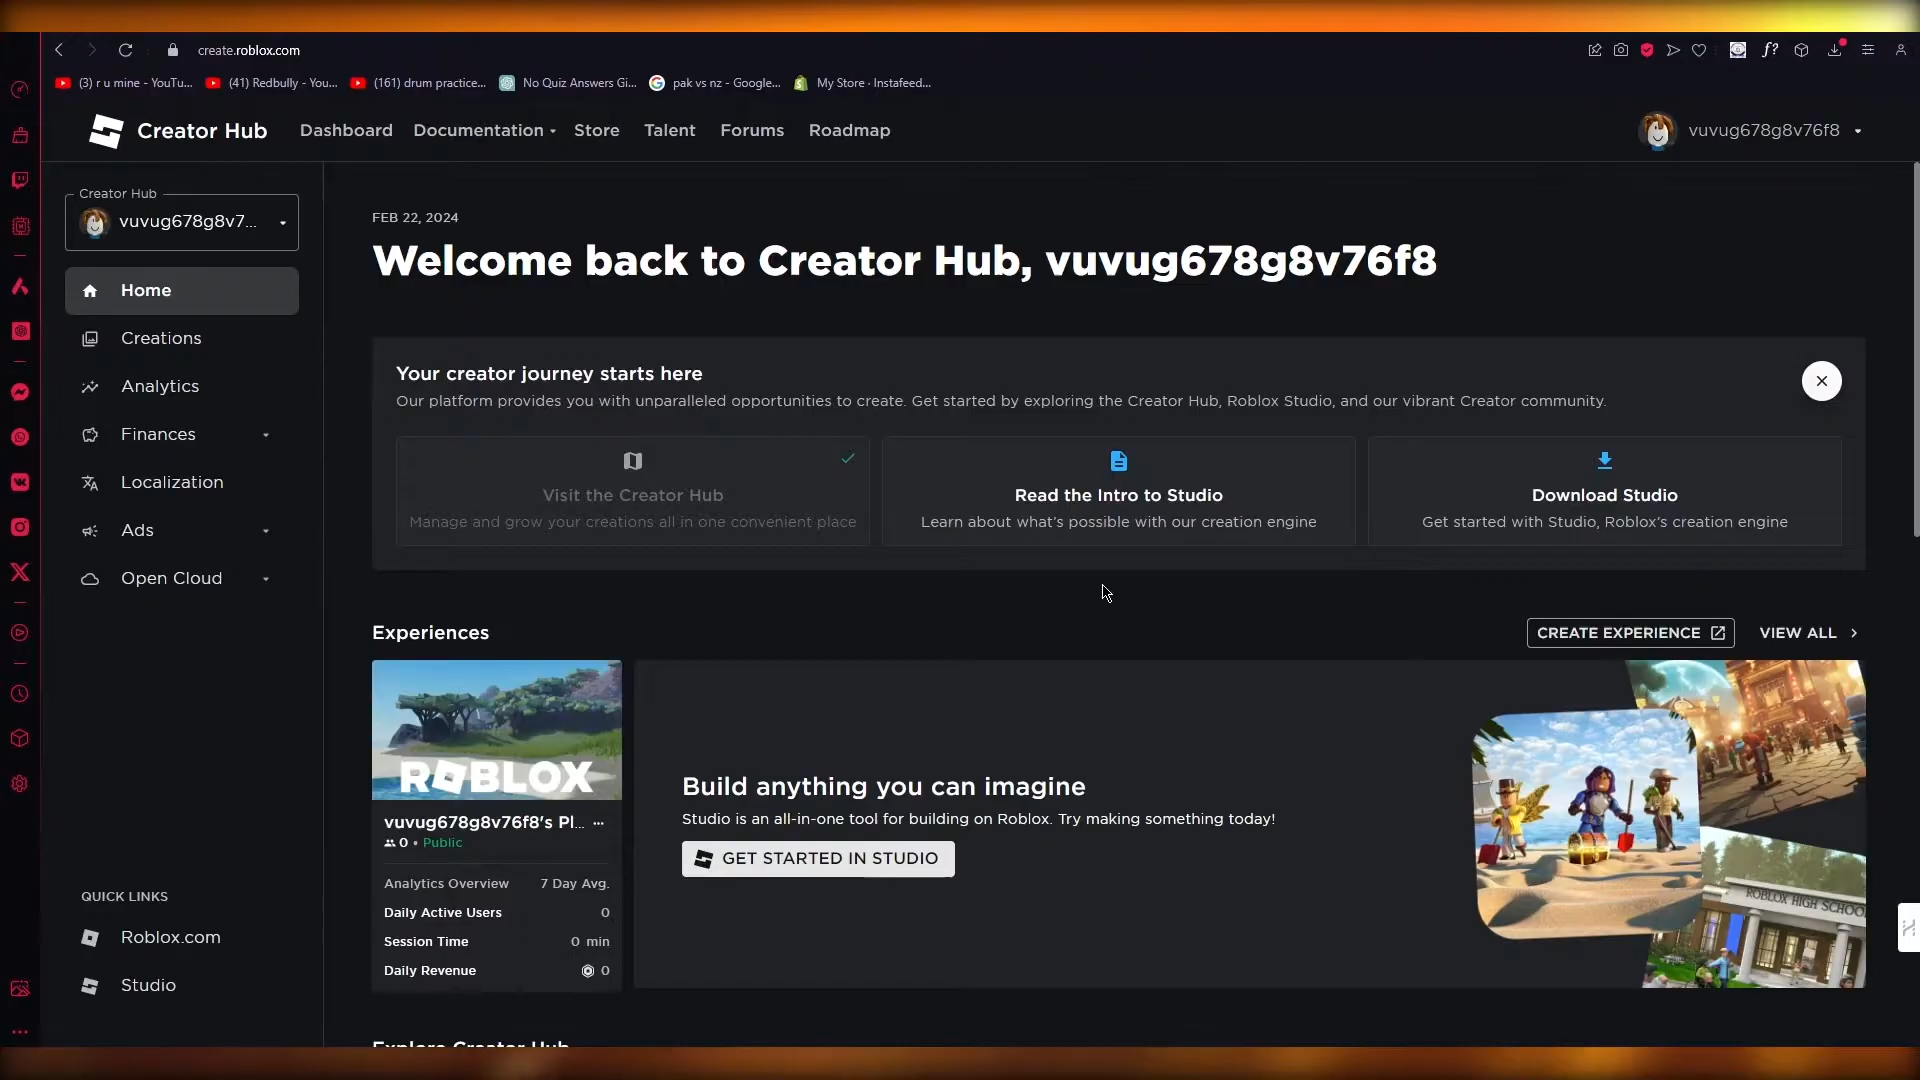 create.roblox.com
(3) r u mine - YouTu...
(41) Redbully - You...
(161) drum practice...
No Quiz Answers Gi...
pak vs nz - Google...
My Store · Instafeed...
Creator Hub
Dashboard
Documentation
Store
Talent
Forums
Roadmap
vuvug678g8v76f8
Creator Hub
vuvug678g8v7...
Home
Creations
Analytics
Finances
Localization
Ads
Open Cloud
QUICK LINKS
Roblox.com
Studio
FEB 22, 2024
Welcome back to Creator Hub, vuvug678g8v76f8
Your creator journey starts here
Our platform provides you with unparalleled opportunities to create. Get started by exploring the Creator Hub, Roblox Studio, and our vibrant Creator community.
Visit the Creator Hub
Manage and grow your creations all in one convenient place
Read the Intro to Studio
Learn about what's possible with our creation engine
Download Studio
Get started with Studio, Roblox's creation engine
Experiences
CREATE EXPERIENCE
VIEW ALL
ROBLOX
vuvug678g8v76f8's Pl...
0 • Public
Analytics Overview 7 Day Avg.
Daily Active Users 0
Session Time 0 min
Daily Revenue 0
Build anything you can imagine
Studio is an all-in-one tool for building on Roblox. Try making something today!
GET STARTED IN STUDIO
ROBLOX HIGH SCHOOL
Explore Creator Hub